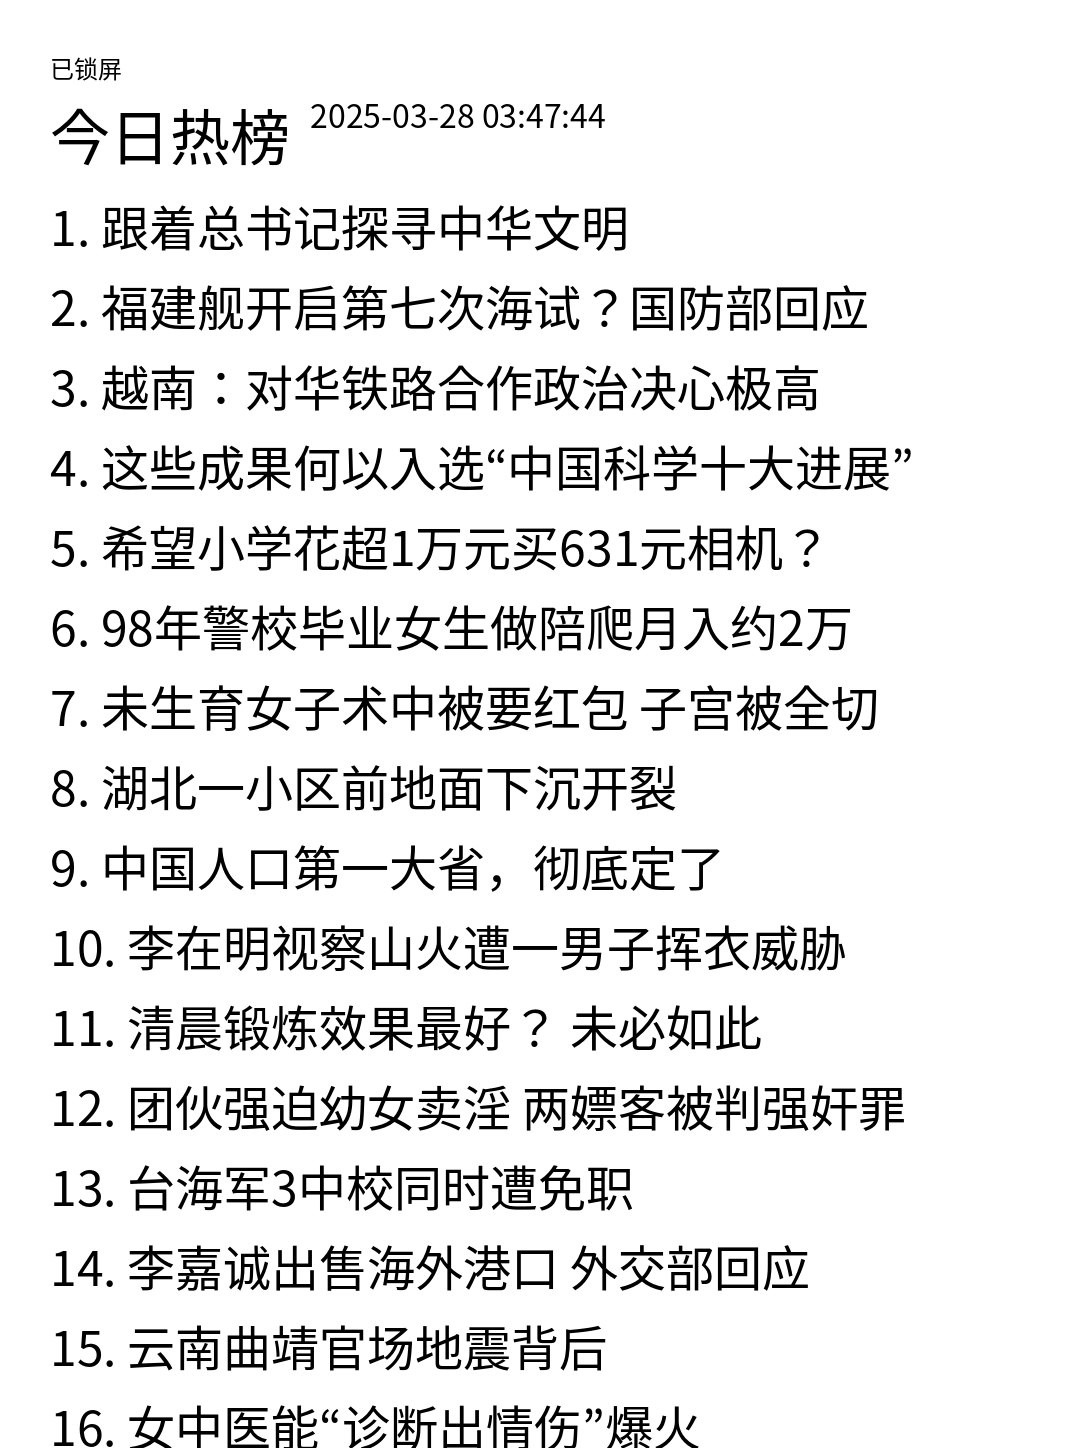 已锁屏
今日热榜 2025-03-28 03:47:44
1. 跟着总书记探寻中华文明
2. 福建舰开启第七次海试？国防部回应
3. 越南：对华铁路合作政治决心极高
4. 这些成果何以入选“中国科学十大进展”
5. 希望小学花超1万元买631元相机？
6. 98年警校毕业女生做陪爬月入约2万
7. 未生育女子术中被要红包 子宫被全切
8. 湖北一小区前地面下沉开裂
9. 中国人口第一大省，彻底定了
10. 李在明视察山火遭一男子挥衣威胁
11. 清晨锻炼效果最好？ 未必如此
12. 团伙强迫幼女卖淫 两嫖客被判强奸罪
13. 台海军3中校同时遭免职
14. 李嘉诚出售海外港口 外交部回应
15. 云南曲靖官场地震背后
16. 女中医能“诊断出情伤”爆火